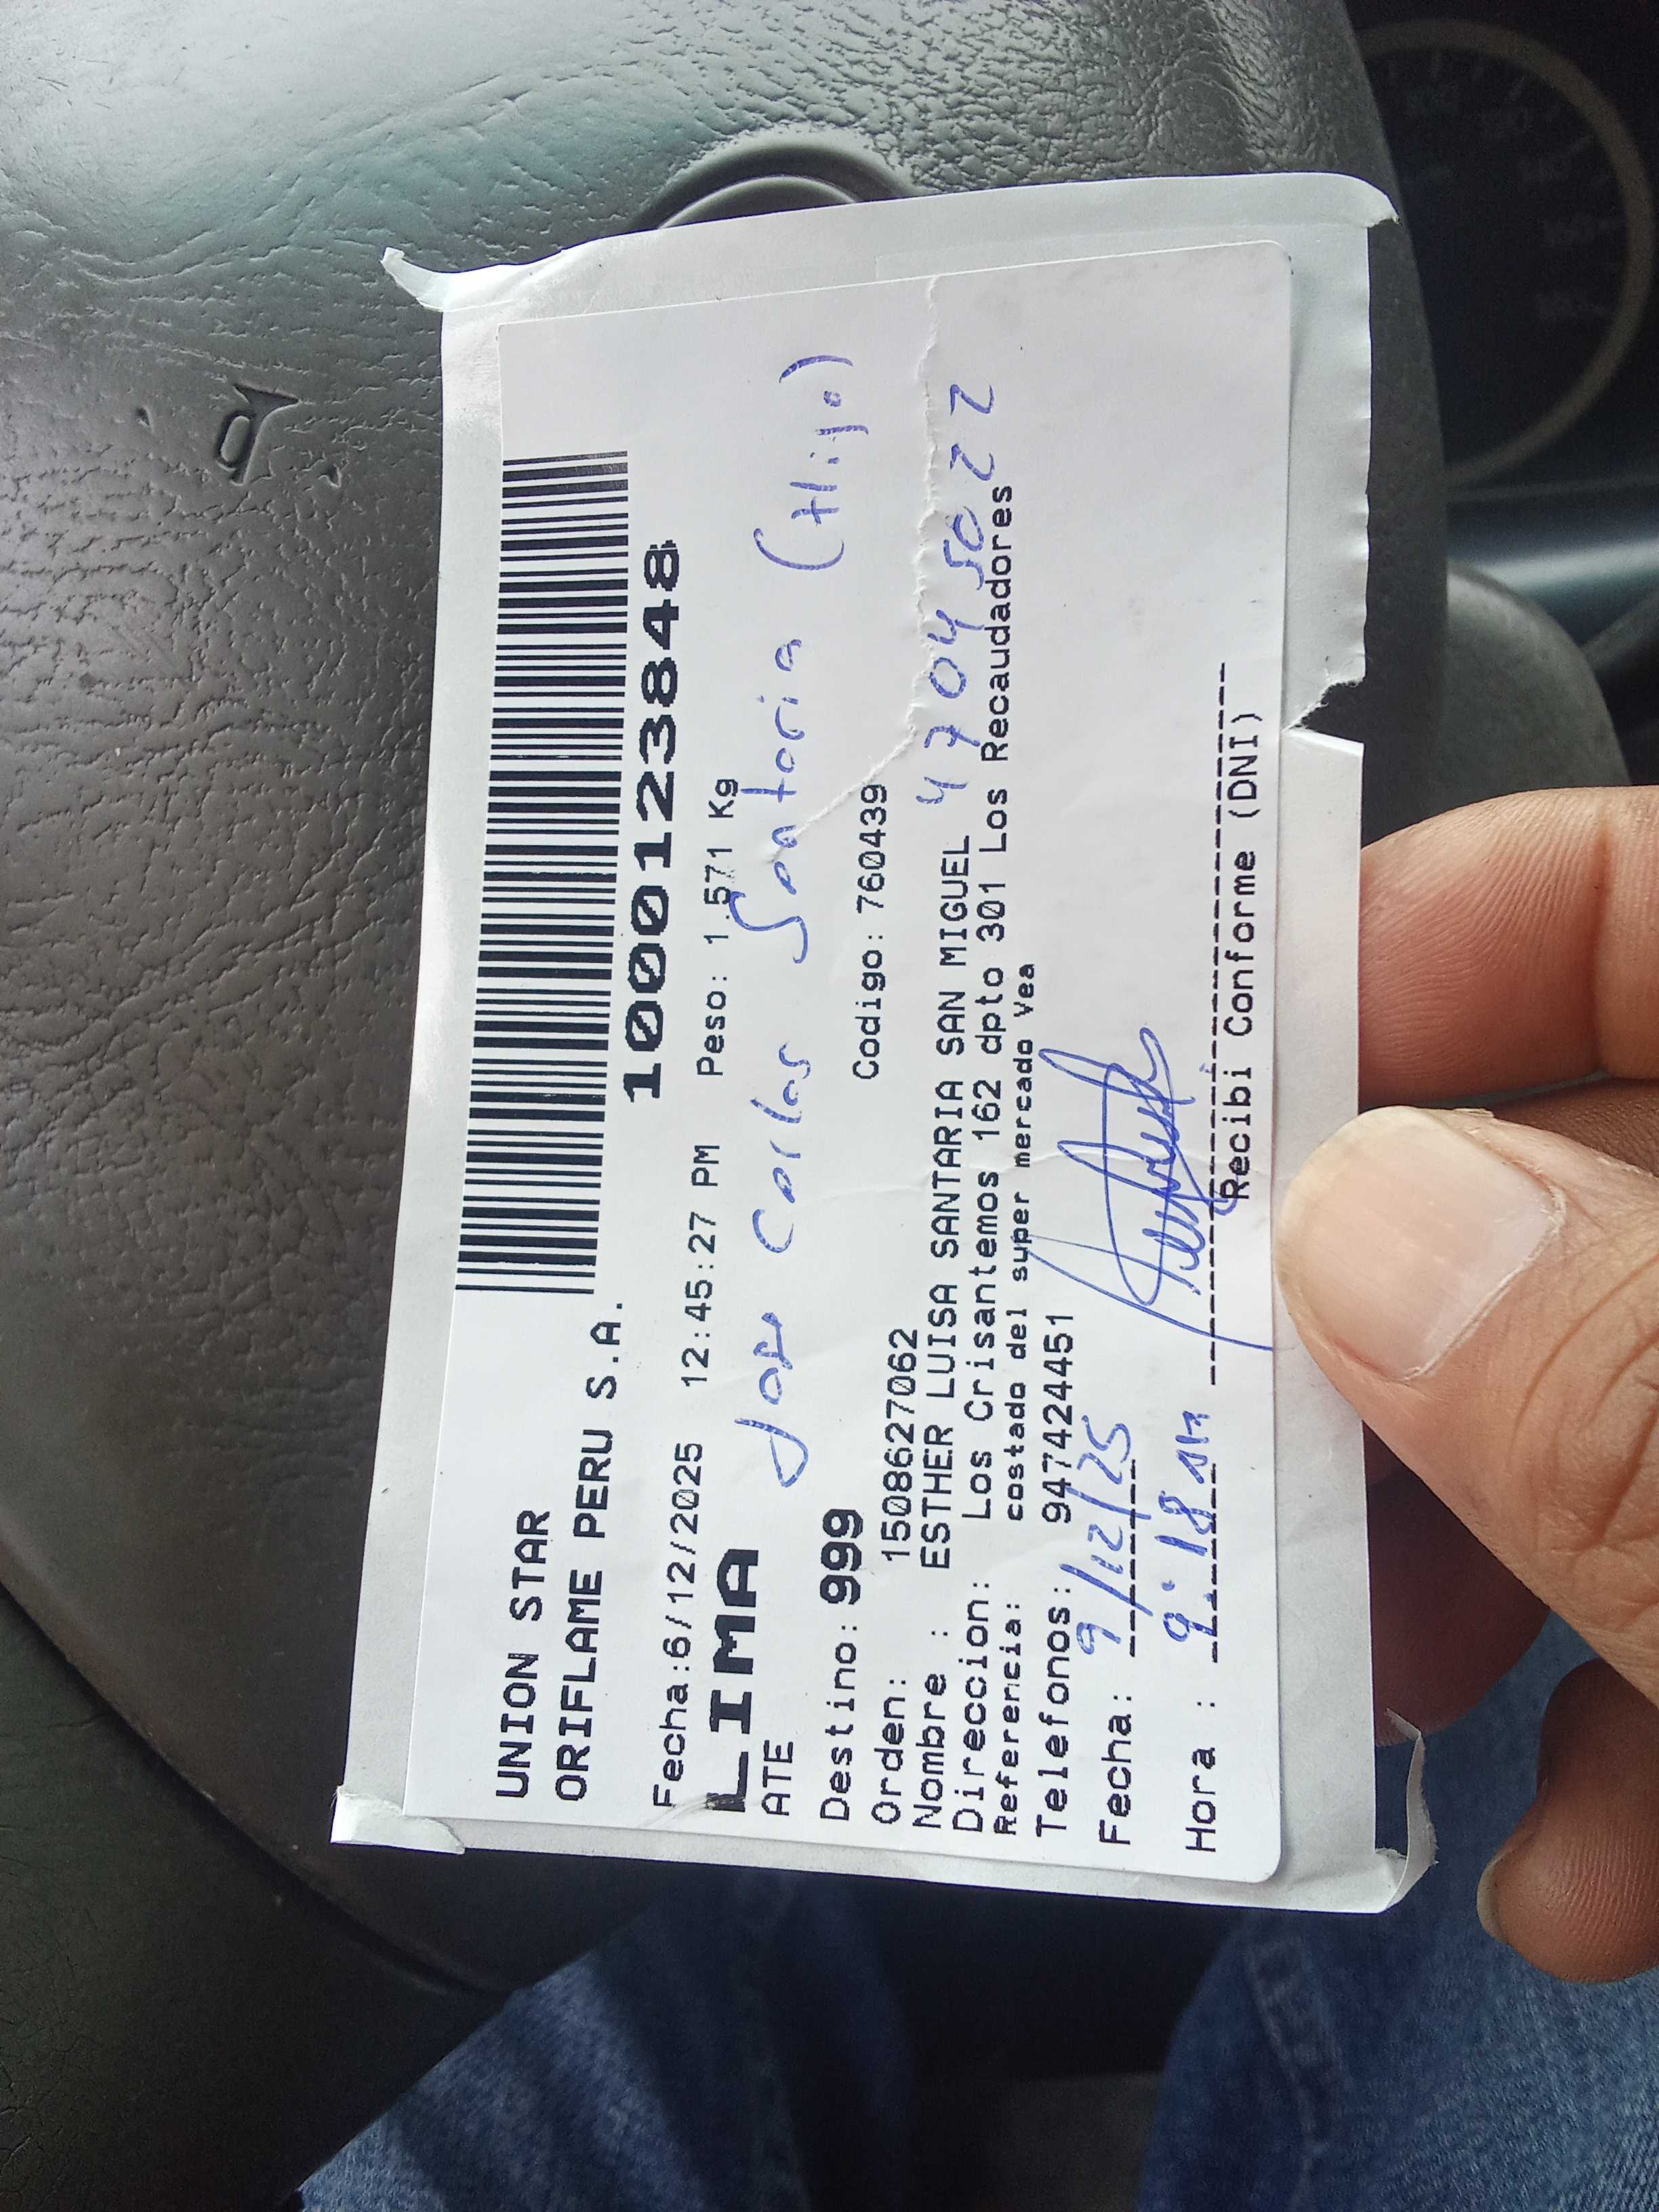 UNION STAR
ORIFLAME PERU S.A.
1000123848
Fecha:6/12/2025 12:45:27 PM Peso: 1.571 Kg
LIMA
ATE
Jose Carlos Santoria (Hijo)
Destino: 999 Codigo: 760439
Orden: 1508627062
Nombre : ESTHER LUISA SANTARIA SAN MIGUEL 47045022
Direccion: Los Crisantemos 162 dpto 301 Los Recaudadores
Referencia: costado del super mercado Vea
Telefonos: 947424451
Fecha: 9/12/25
Hora : 9:18 am
Recibi Conforme (DNI)